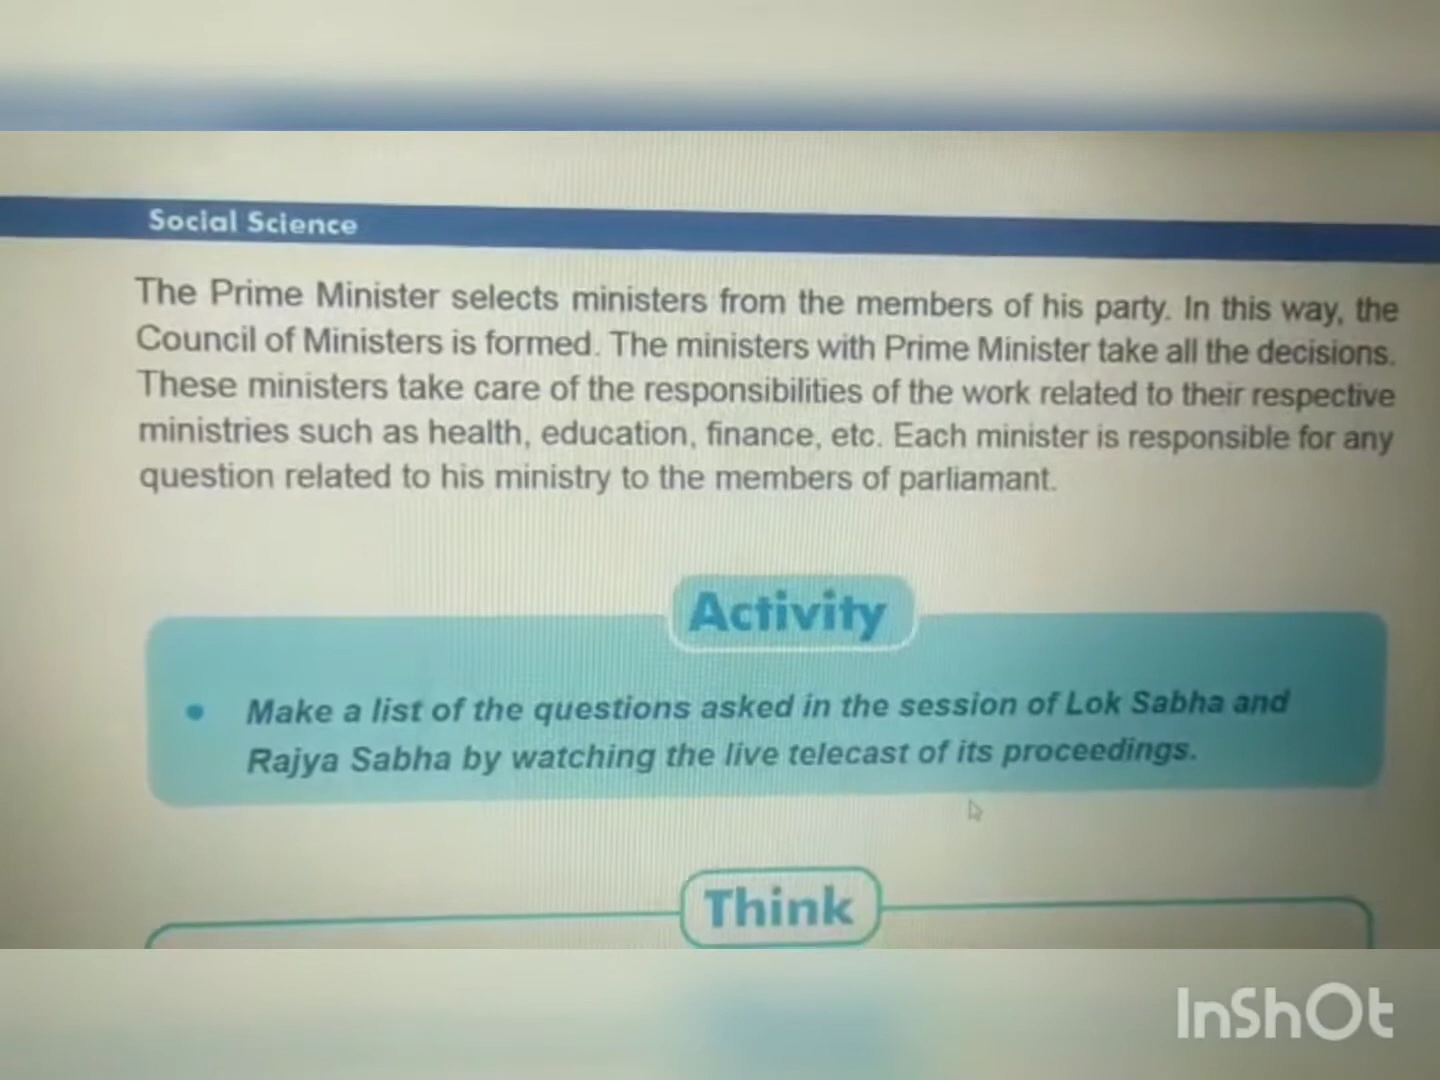 Social Science
The Prime Minister selects ministers from the members of his party. In this way, the
Council of Ministers is formed. The ministers with Prime Minister take all the decisions.
These ministers take care of the responsibilities of the work related to their respective
ministries such as health, education, finance, etc. Each minister is responsible for any
question related to his ministry to the members of parliamant.
Activity
• Make a list of the questions asked in the session of Lok Sabha and
Rajya Sabha by watching the live telecast of its proceedings.
Think
InShOt